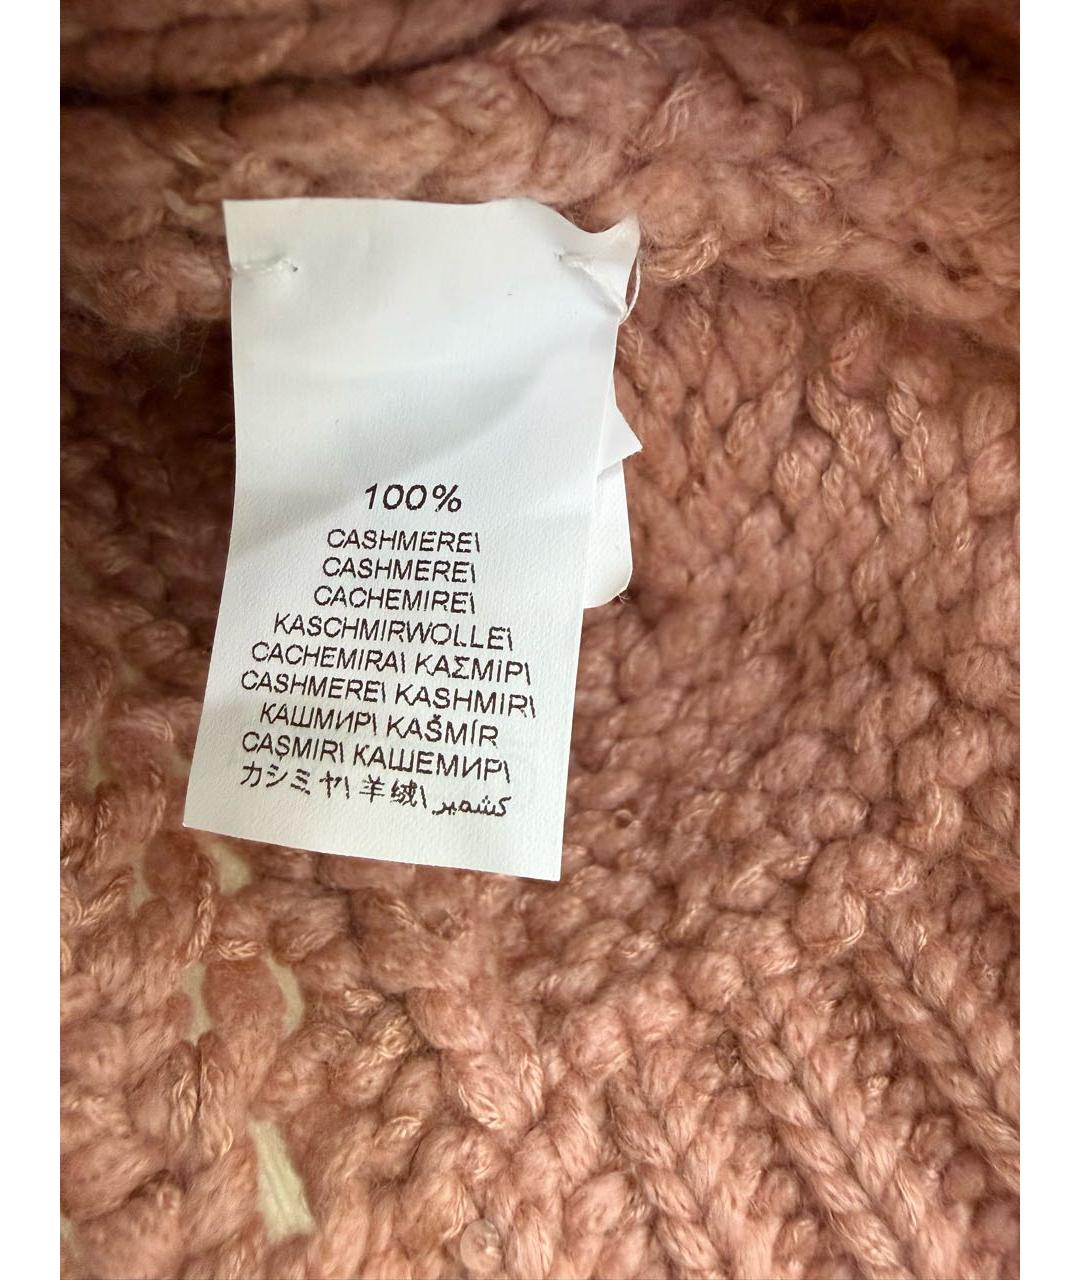 100%
CASHMERE\
CASHMERE\
CACHEMIRE\
KASCHMIRWOLLE\
CACHEMIRA\ ΚΑΣΜΙΡ\
CASHMERE\ KASHMIR\
КАШМИР\ KAŠMÍR
CAȘMIR\ КАШЕМИР\
カシミヤ\ 羊绒\ كشمير